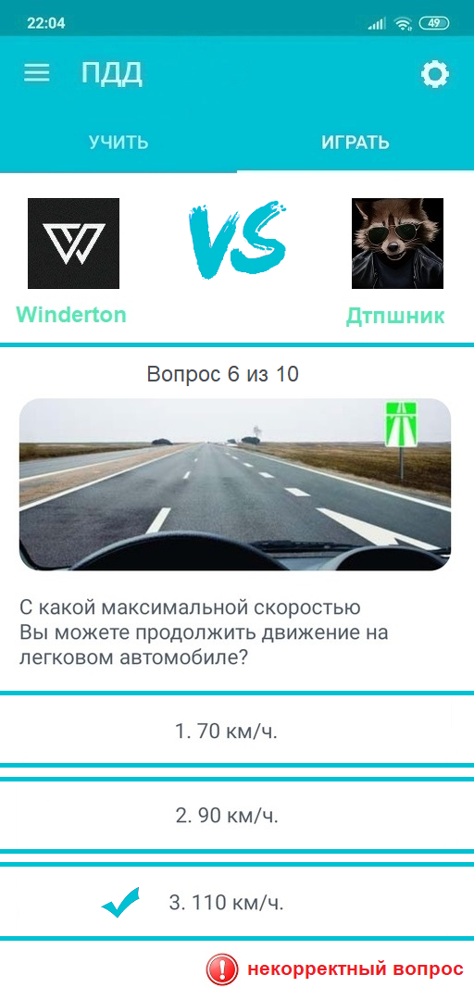 22:04
49
ПДД
УЧИТЬ
ИГРАТЬ
VS
Winderton
Дтпшник
Вопрос 6 из 10
С какой максимальной скоростью
Вы можете продолжить движение на
легковом автомобиле?
1. 70 км/ч.
2. 90 км/ч.
3. 110 км/ч.
некорректный вопрос